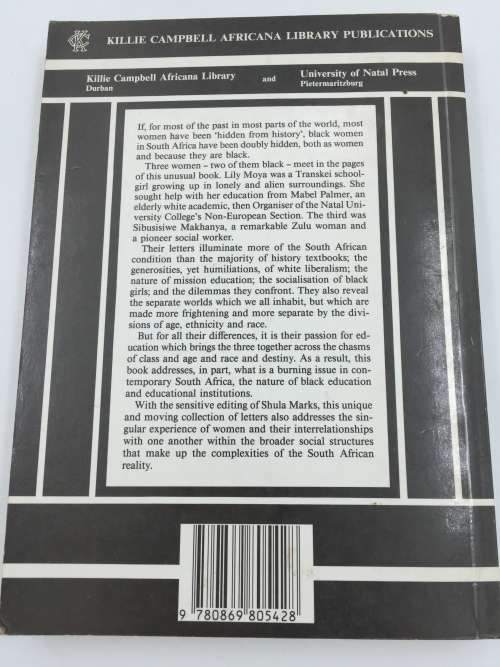 KILLIE CAMPBELL AFRICANA LIBRARY PUBLICATIONS
Killie Campbell Africana Library
Durban
and
University of Natal Press
Pietermaritzburg
If, for most of the past in most parts of the world, most
women have been 'hidden from history', black women
in South Africa have been doubly hidden, both as women
and because they are black.
Three women – two of them black – meet in the pages
of this unusual book. Lily Moya was a Transkei school-
girl growing up in lonely and alien surroundings. She
sought help with her education from Mabel Palmer, an
elderly white academic, then Organiser of the Natal Uni-
versity College's Non-European Section. The third was
Sibusisiwe Makhanya, a remarkable Zulu woman and
a pioneer social worker.
Their letters illuminate more of the South African
condition than the majority of history textbooks; the
generosities, yet humiliations, of white liberalism; the
nature of mission education; the socialisation of black
girls; and the dilemmas they confront. They also reveal
the separate worlds which we all inhabit, but which are
made more frightening and more separate by the divi-
sions of age, ethnicity and race.
But for all their differences, it is their passion for ed-
ucation which brings the three together across the chasms
of class and age and race and destiny. As a result, this
book addresses, in part, what is a burning issue in con-
temporary South Africa, the nature of black education
and educational institutions.
With the sensitive editing of Shula Marks, this unique
and moving collection of letters also addresses the sin-
gular experience of women and their interrelationships
with one another within the broader social structures
that make up the complexities of the South African
reality.
9 780869 805428